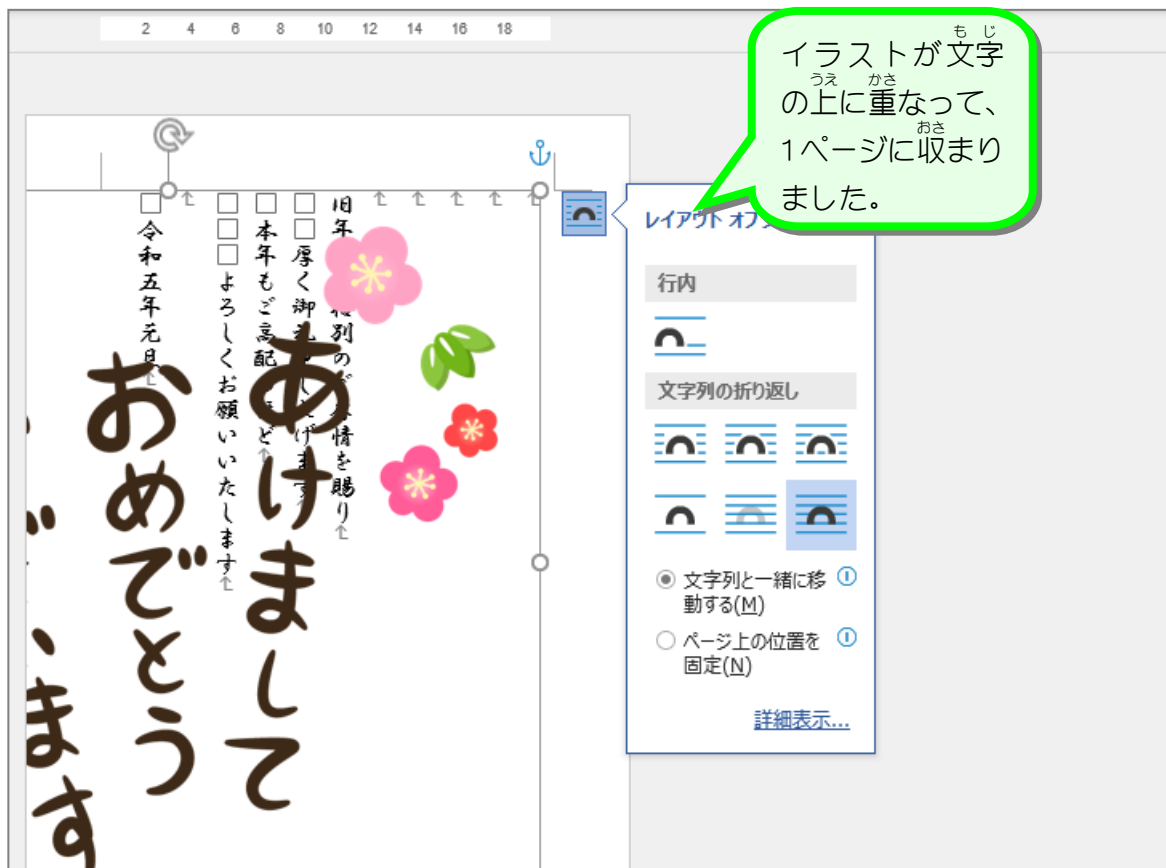 2 4 6 8 10 12 14 16 18
イラストが文字
の上に重なって、
1ページに収まり
ました。
もじ
うえ かさ
おさ
旧年 別の 情を賜り
□□厚く御
□本年もご高配
□□□よろしくお願いいたします
□令和五年元旦
あけまして
おめでとう
ます
レイアウト
行内
文字列の折り返し
文字列と一緒に移
動する(M)
ページ上の位置を
固定(N)
詳細表示...